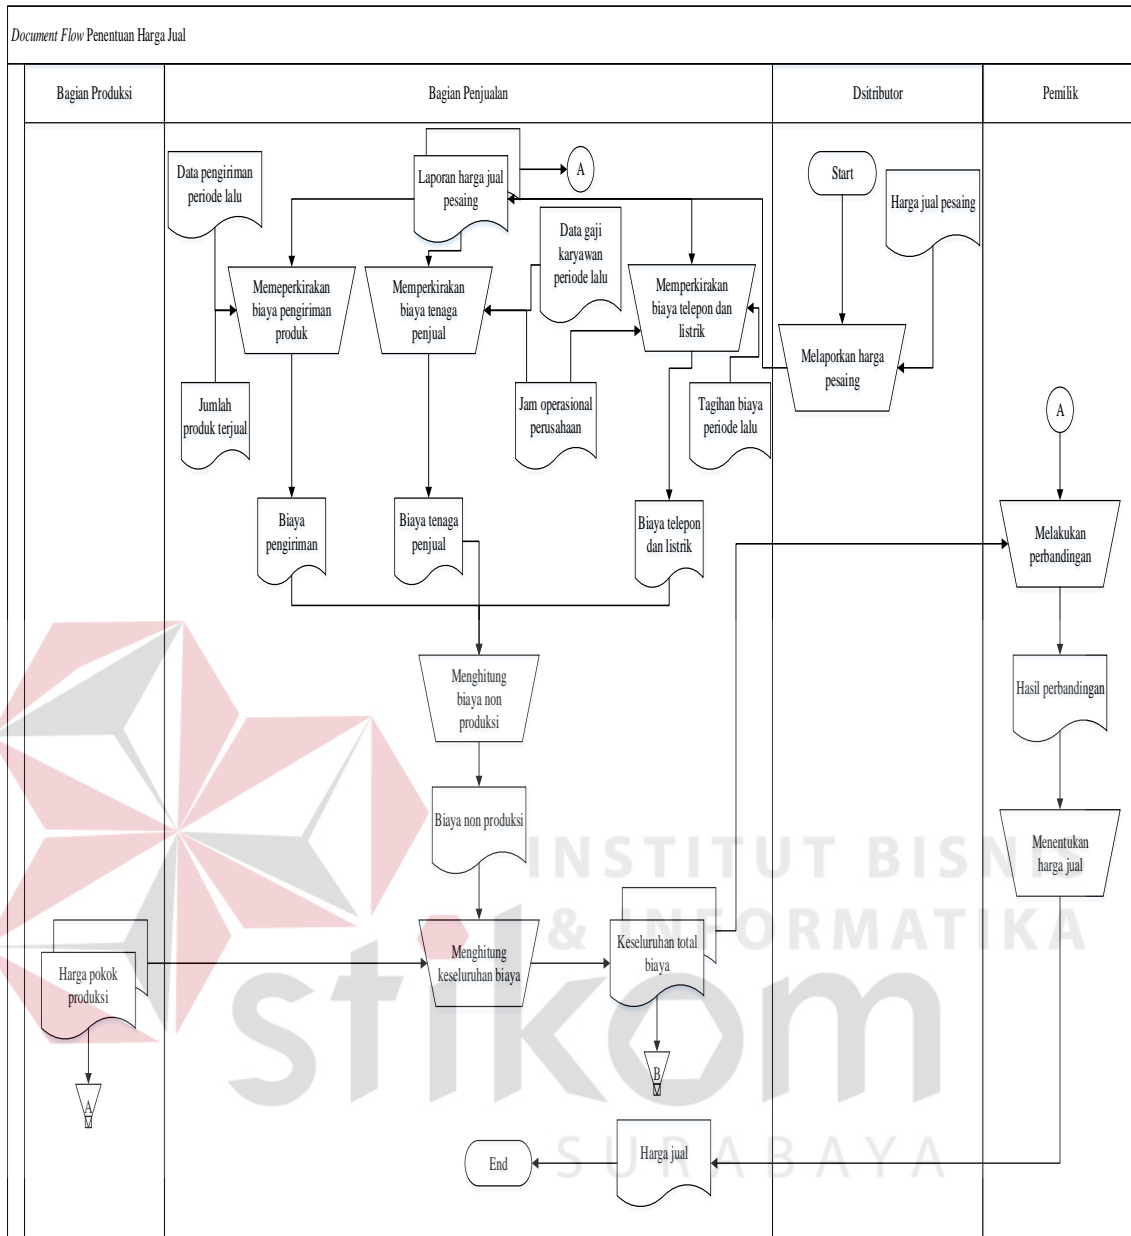 Document Flow Penentuan Harga Jual
Bagian Produksi
Bagian Penjualan
Dsitributor
Pemilik
Data pengiriman
periode lalu
Laporan harga jual
pesaing
A
Start
Harga jual pesaing
Data gaji
karyawan
periode lalu
Memeperkirakan
biaya pengiriman
produk
Memperkirakan
biaya tenaga
penjual
Memperkirakan
biaya telepon dan
listrik
Melaporkan harga
pesaing
Jumlah
produk terjual
Jam operasional
perusahaan
Tagihan biaya
periode lalu
A
Biaya
pengiriman
Biaya tenaga
penjual
Biaya telepon
dan listrik
Melakukan
perbandingan
Menghitung
biaya non
produksi
Hasil perbandingan
Biaya non produksi
Menentukan
harga jual
INSTITUT BISNIS
& INFORMATIKA
Harga pokok
produksi
Menghitung
keseluruhan biaya
Keseluruhan total
biaya
stikom
A
B
End
Harga jual
SURABAYA